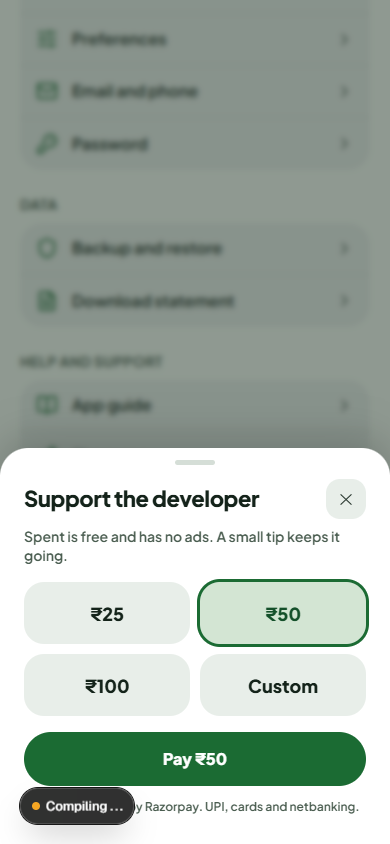 Preferences
Email and phone
Password
DATA
Backup and restore
Download statement
HELP AND SUPPORT
App guide
Support the developer
Spent is free and has no ads. A small tip keeps it
going.
₹25
₹50
₹100
Custom
Pay ₹50
Compiling ...
by Razorpay. UPI, cards and netbanking.